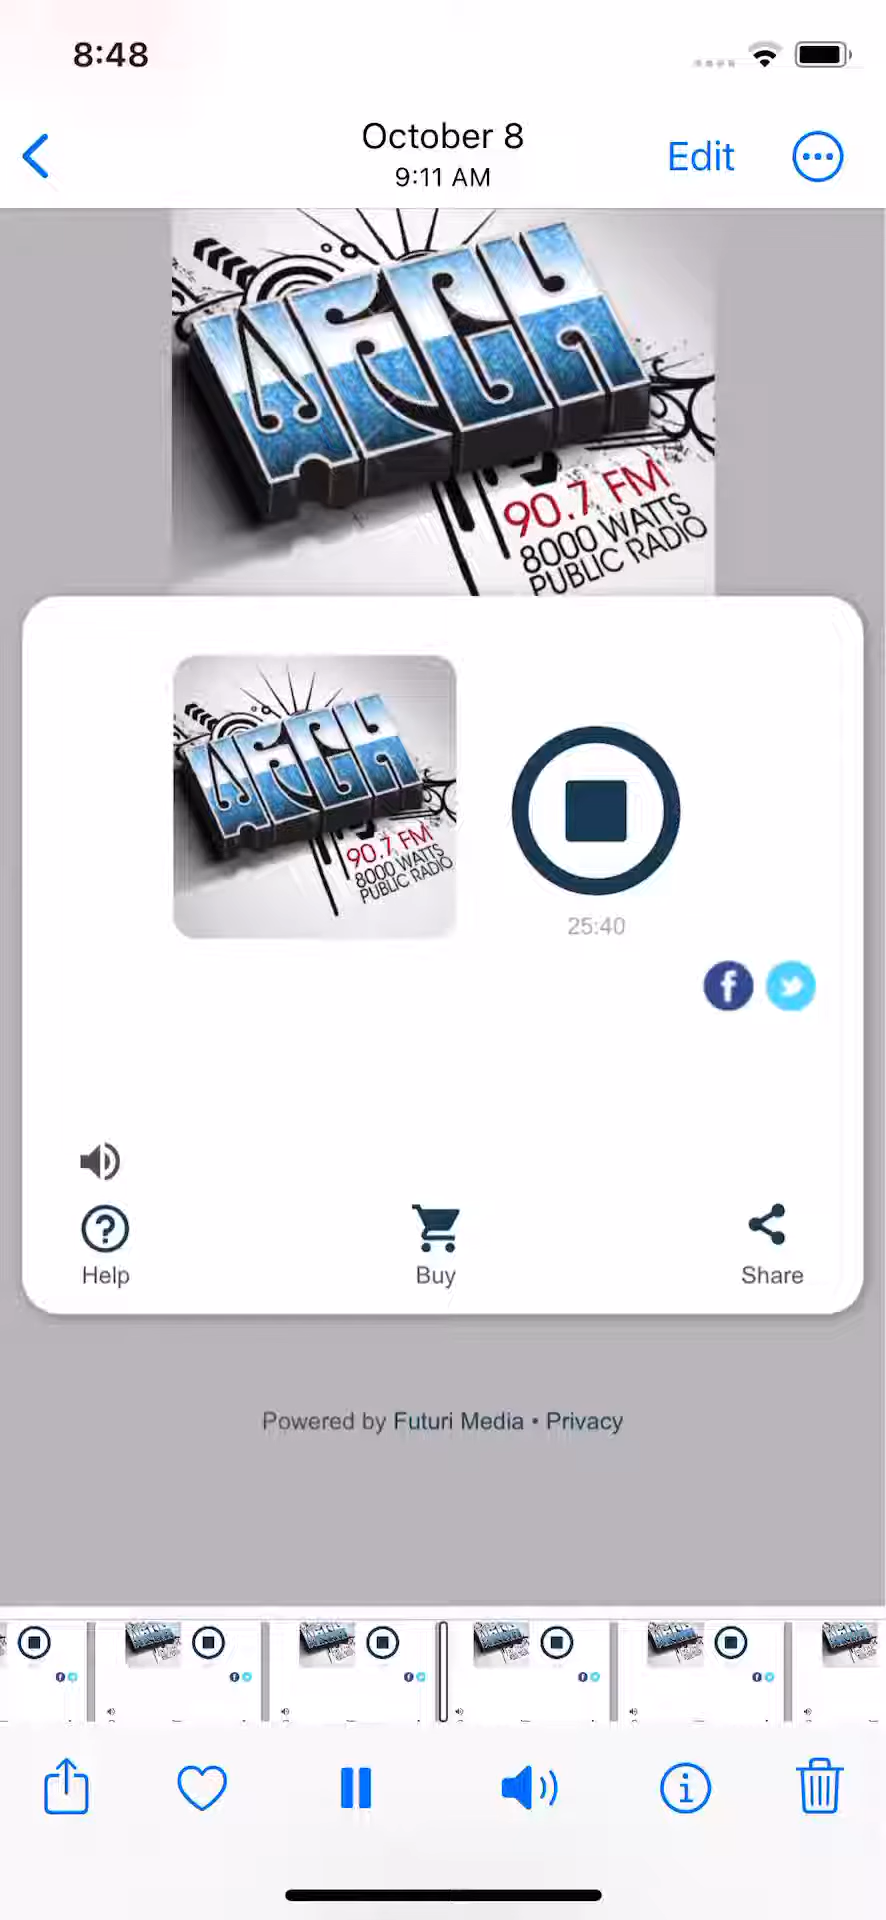 8:48
October 8
9:11 AM
Edit
WFCH
90.7 FM
8000 WATTS
PUBLIC RADIO
WFCH
90.7 FM
8000 WATTS
PUBLIC RADIO
25:40
Help
Buy
Share
Powered by Futuri Media • Privacy